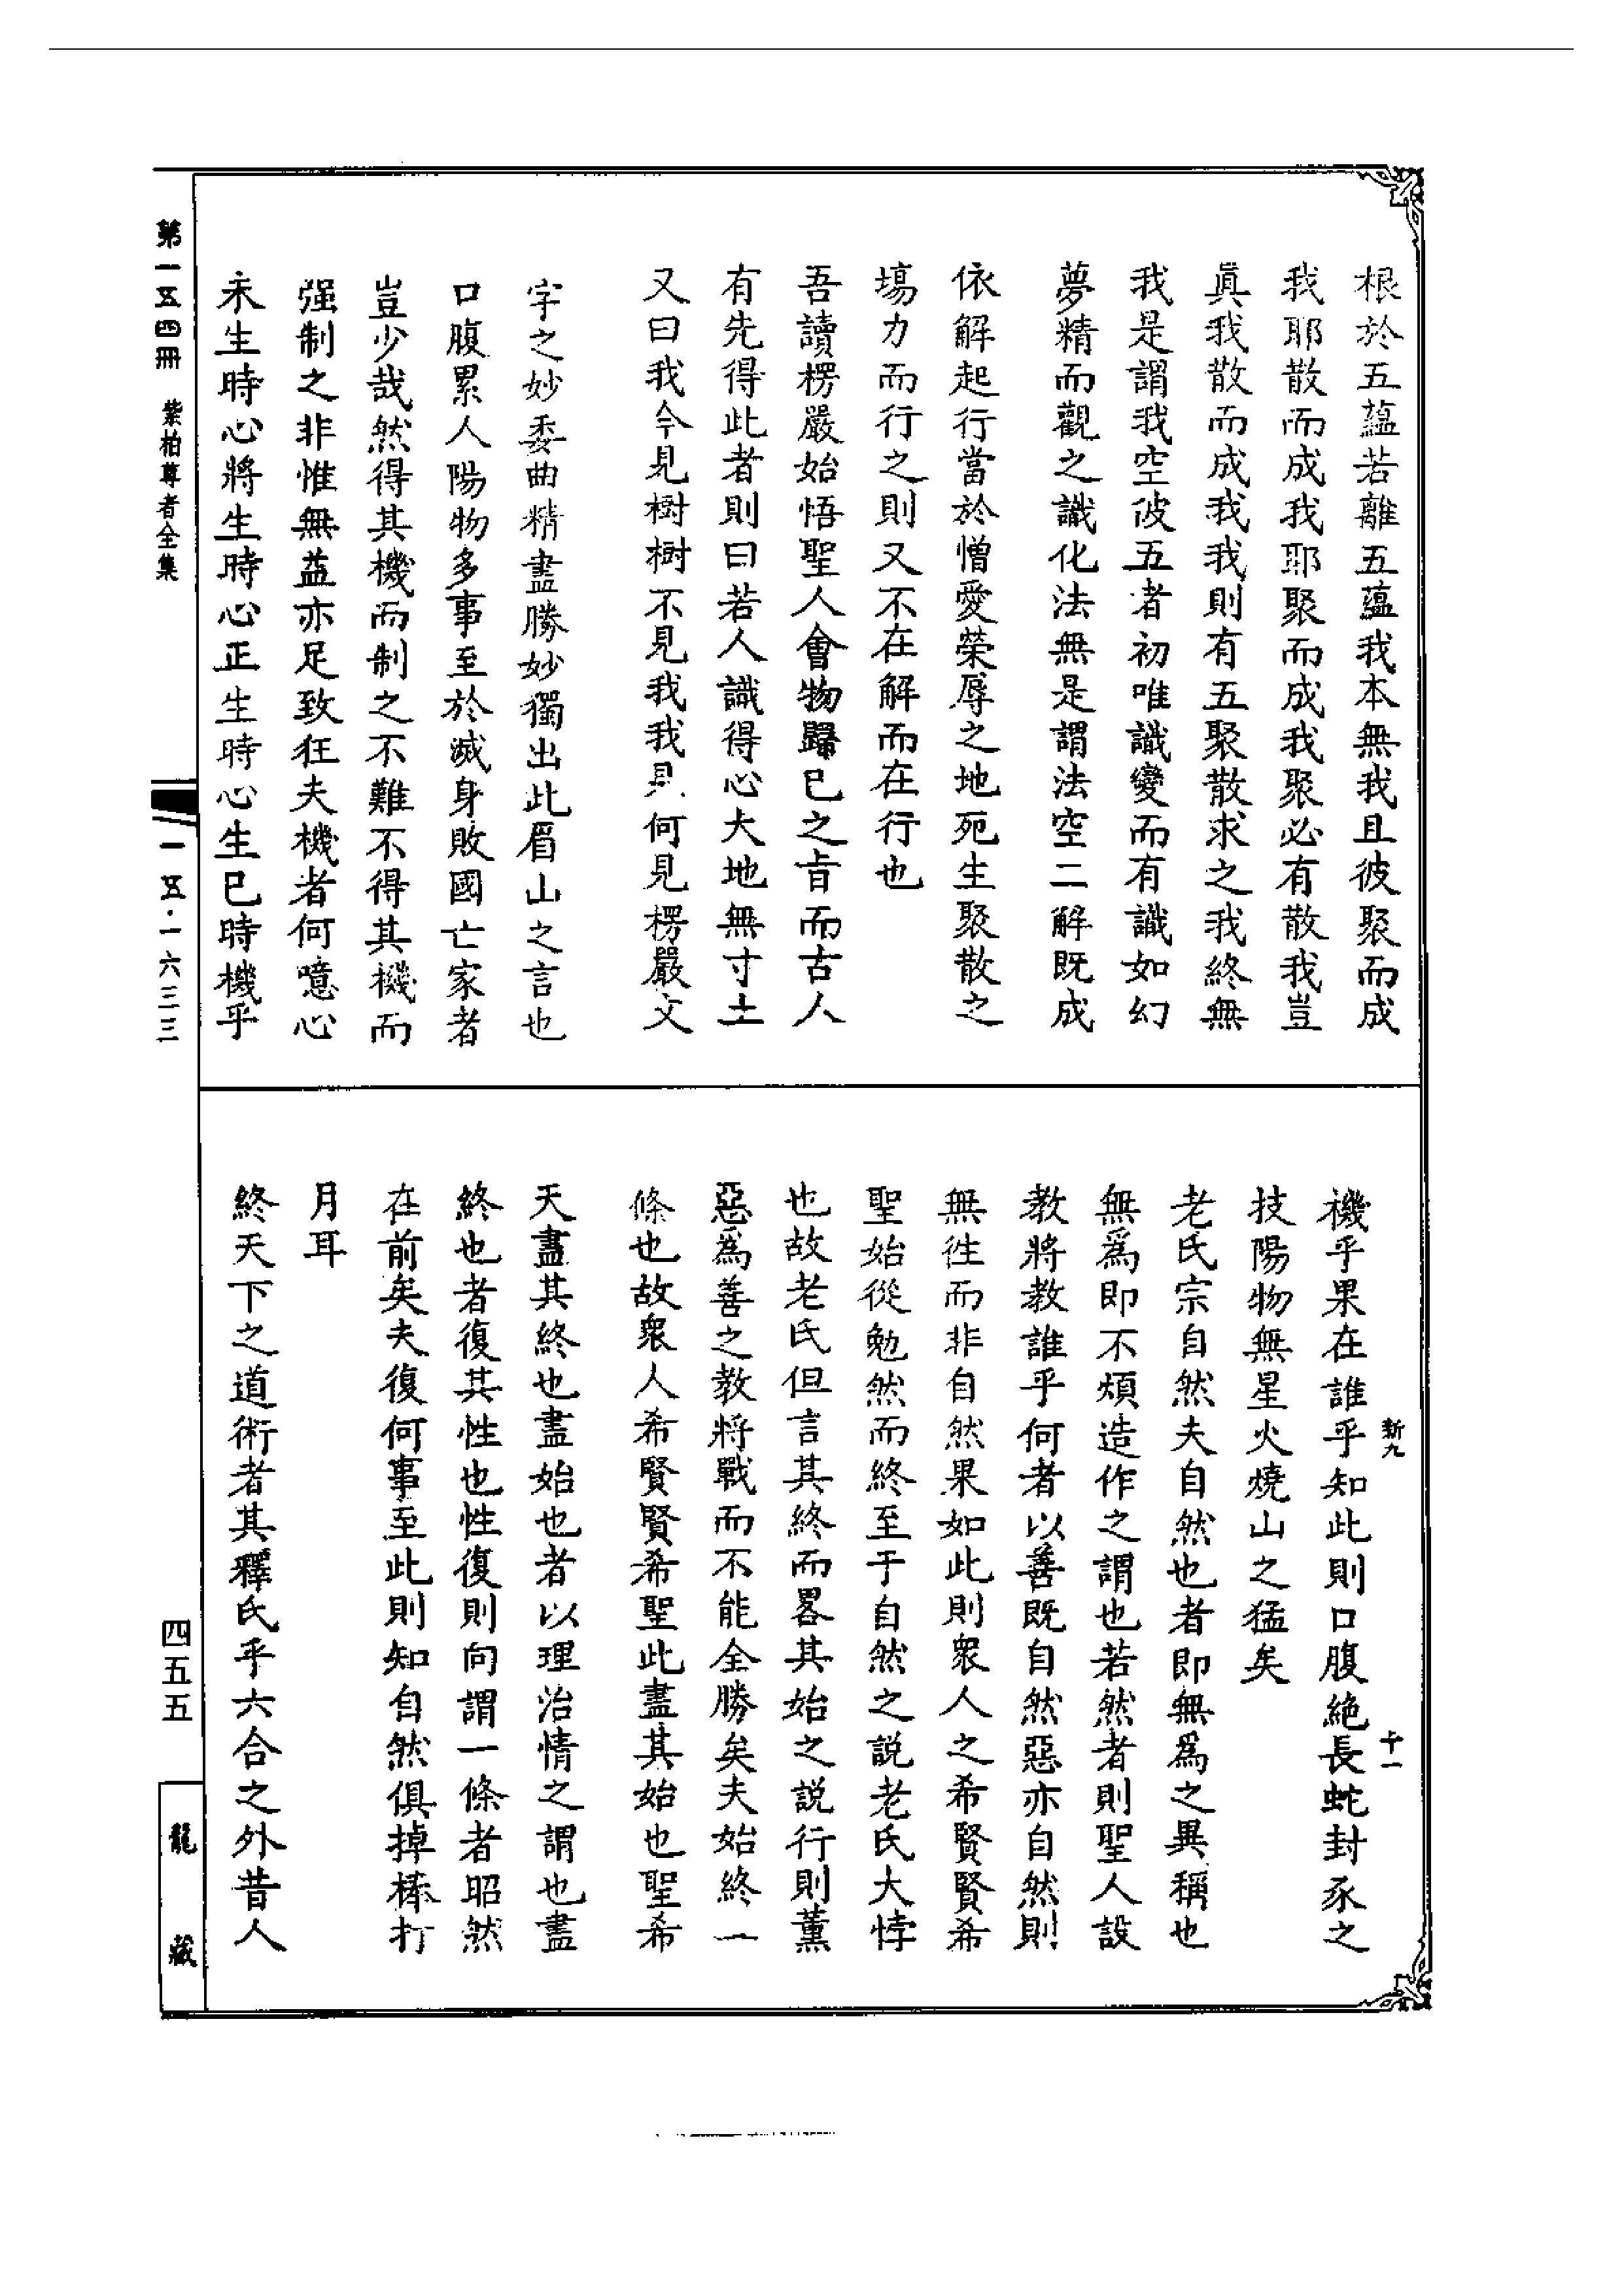 根於五蘊若離五蘊我本無我且彼聚而成
我耶散而成我耶聚而成我聚必有散我豈
眞我散而成我我則有五聚散求之我終無
我是謂我空彼五者初唯識變而有識如幻
夢精而觀之識化法無是謂法空二解既成
依解起行當於憎愛榮辱之地死生聚散之
場力而行之則又不在解而在行也
吾讀楞嚴始悟聖人會物歸已之旨而古人
有先得此者則曰若人識得心大地無寸土
又曰我今見樹樹不見我我見何見楞嚴文
字之妙委曲精盡勝妙獨出此眉山之言也
口腹累人陽物多事至於滅身敗國亡家者
豈少哉然得其機而制之不難不得其機而
强制之非惟無益亦足致狂夫機者何噫心
未生時心將生時心正生時心生已時機乎
機乎果在誰乎知此則口腹絶長蛇封豕之
技陽物無星火燒山之猛矣
老氏宗自然夫自然也者即無爲之異稱也
無爲即不煩造作之謂也若然者則聖人設
教將教誰乎何者以善既自然惡亦自然則
無徃而非自然果如此則衆人之希賢賢希
聖始從勉然而終至于自然之説老氏大悖
也故老氏但言其終而畧其始之説行則薰
惡爲善之教將戰而不能全勝矣夫始終一
條也故衆人希賢賢希聖此盡其始也聖希
天盡其終也盡始也者以理治情之謂也盡
終也者復其性也性復則向謂一條者昭然
在前矣夫復何事至此則知自然俱掉棒打
月耳
終天下之道術者其釋氏乎六合之外昔人
新九
十一
第一五四冊 紫柏尊者全集
一五·一六三三
四五五
龍藏